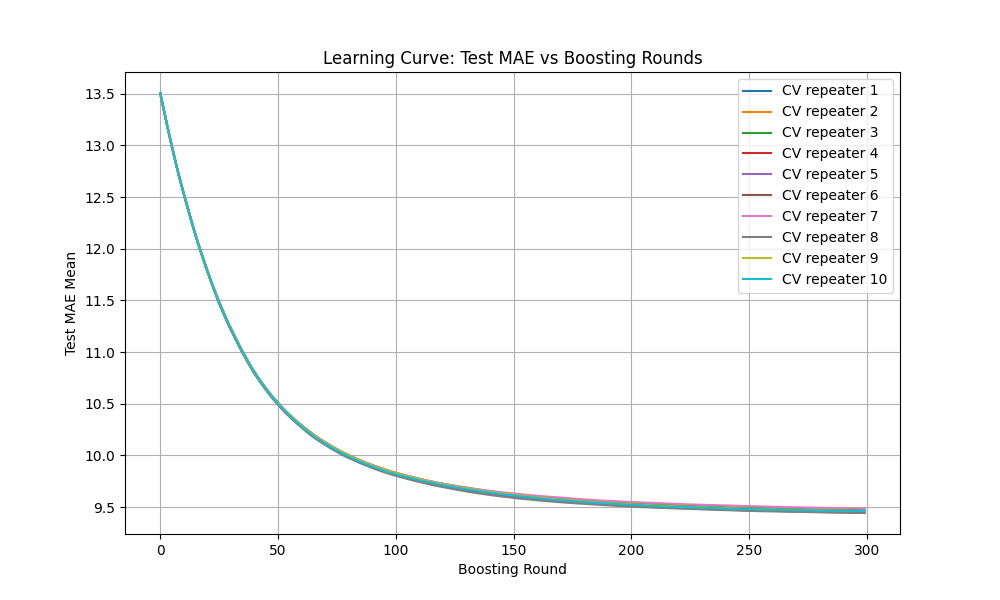 Learning Curve: Test MAE vs Boosting Rounds
Test MAE Mean
13.5
13.0
12.5
12.0
11.5
11.0
10.5
10.0
9.5
CV repeater 1
CV repeater 2
CV repeater 3
CV repeater 4
CV repeater 5
CV repeater 6
CV repeater 7
CV repeater 8
CV repeater 9
CV repeater 10
0 50 100 150 200 250 300
Boosting Round